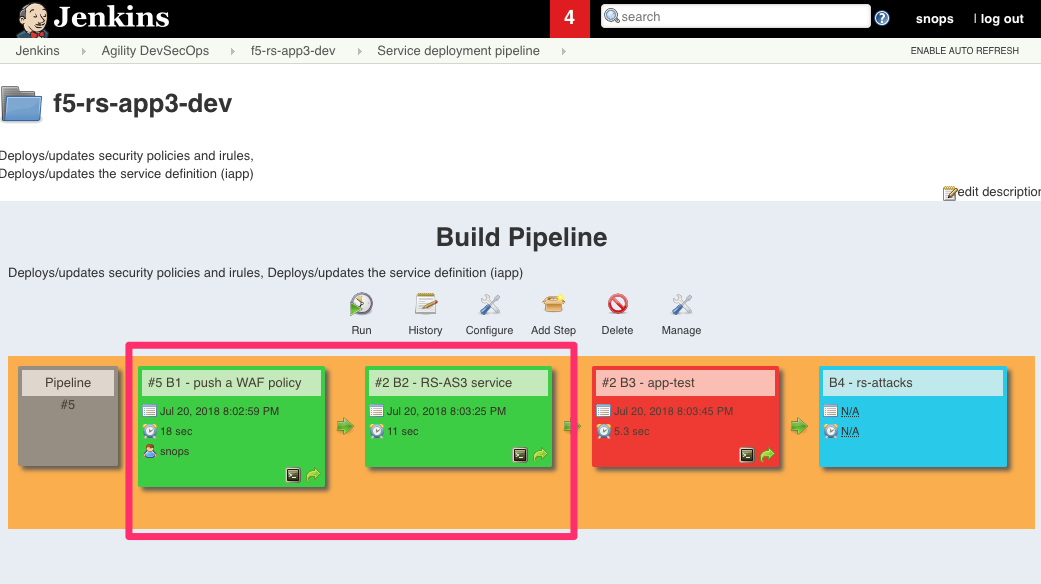 Jenkins
4
search
snops
| log out
Jenkins
Agility DevSecOps
f5-rs-app3-dev
Service deployment pipeline
ENABLE AUTO REFRESH
f5-rs-app3-dev
Deploys/updates security policies and irules,
Deploys/updates the service definition (iapp)
edit description
Build Pipeline
Deploys/updates security policies and irules, Deploys/updates the service definition (iapp)
Run
History
Configure
Add Step
Delete
Manage
Pipeline
#5
#5 B1 - push a WAF policy
Jul 20, 2018 8:02:59 PM
18 sec
snops
#2 B2 - RS-AS3 service
Jul 20, 2018 8:03:25 PM
11 sec
#2 B3 - app-test
Jul 20, 2018 8:03:45 PM
5.3 sec
B4 - rs-attacks
N/A
N/A